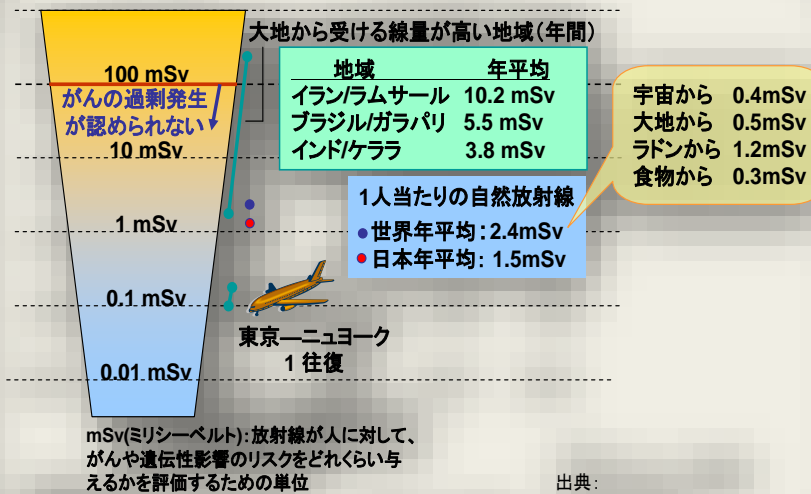 大地から受ける線量が高い地域(年間)
100 mSv
がんの過剰発生
が認められない
10 mSv
1 mSv
0.1 mSv
0.01 mSv
地域 年平均
イラン/ラムサール 10.2 mSv
ブラジル/ガラパリ 5.5 mSv
インド/ケララ 3.8 mSv
宇宙から 0.4mSv
大地から 0.5mSv
ラドンから 1.2mSv
食物から 0.3mSv
1人当たりの自然放射線
●世界年平均:2.4mSv
●日本年平均: 1.5mSv
東京―ニューヨーク
1 往復
mSv(ミリシーベルト):放射線が人に対して、
がんや遺伝性影響のリスクをどれくらい与
えるかを評価するための単位
出典: